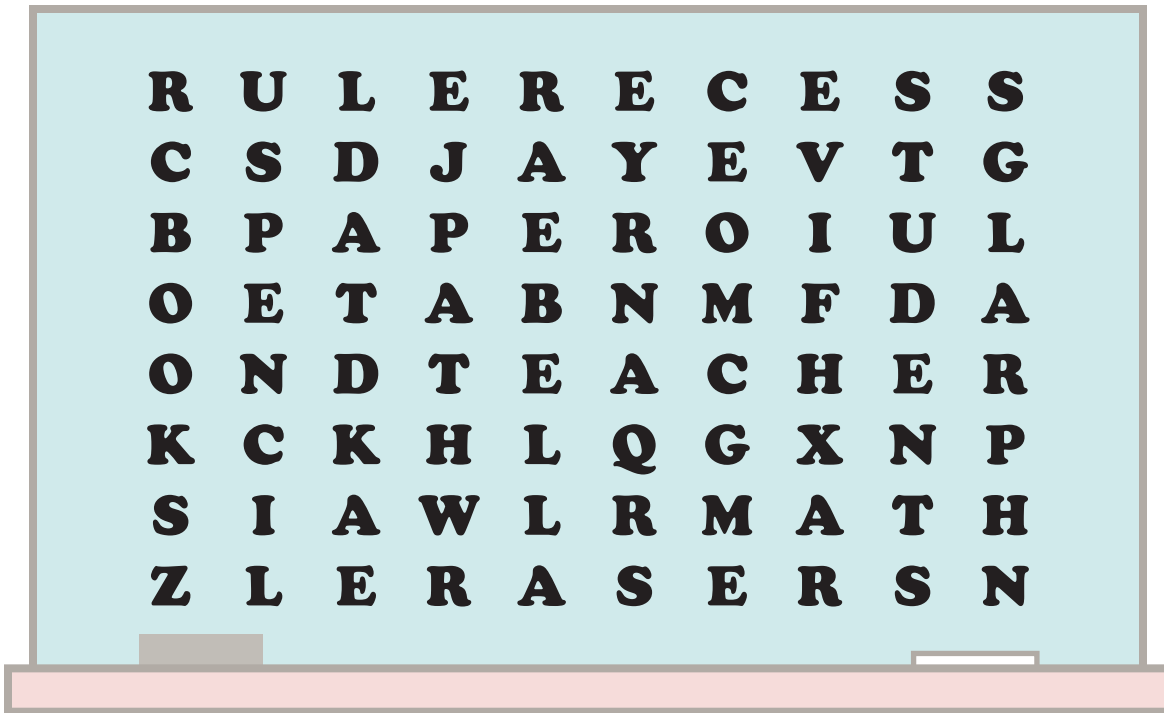 R U L E R E C E S S
C S D J A Y E V T G
B P A P E R O I U L
O E T A B N M F D A
O N D T E A C H E R
K C K H L Q G X N P
S I A W L R M A T H
Z L E R A S E R S N